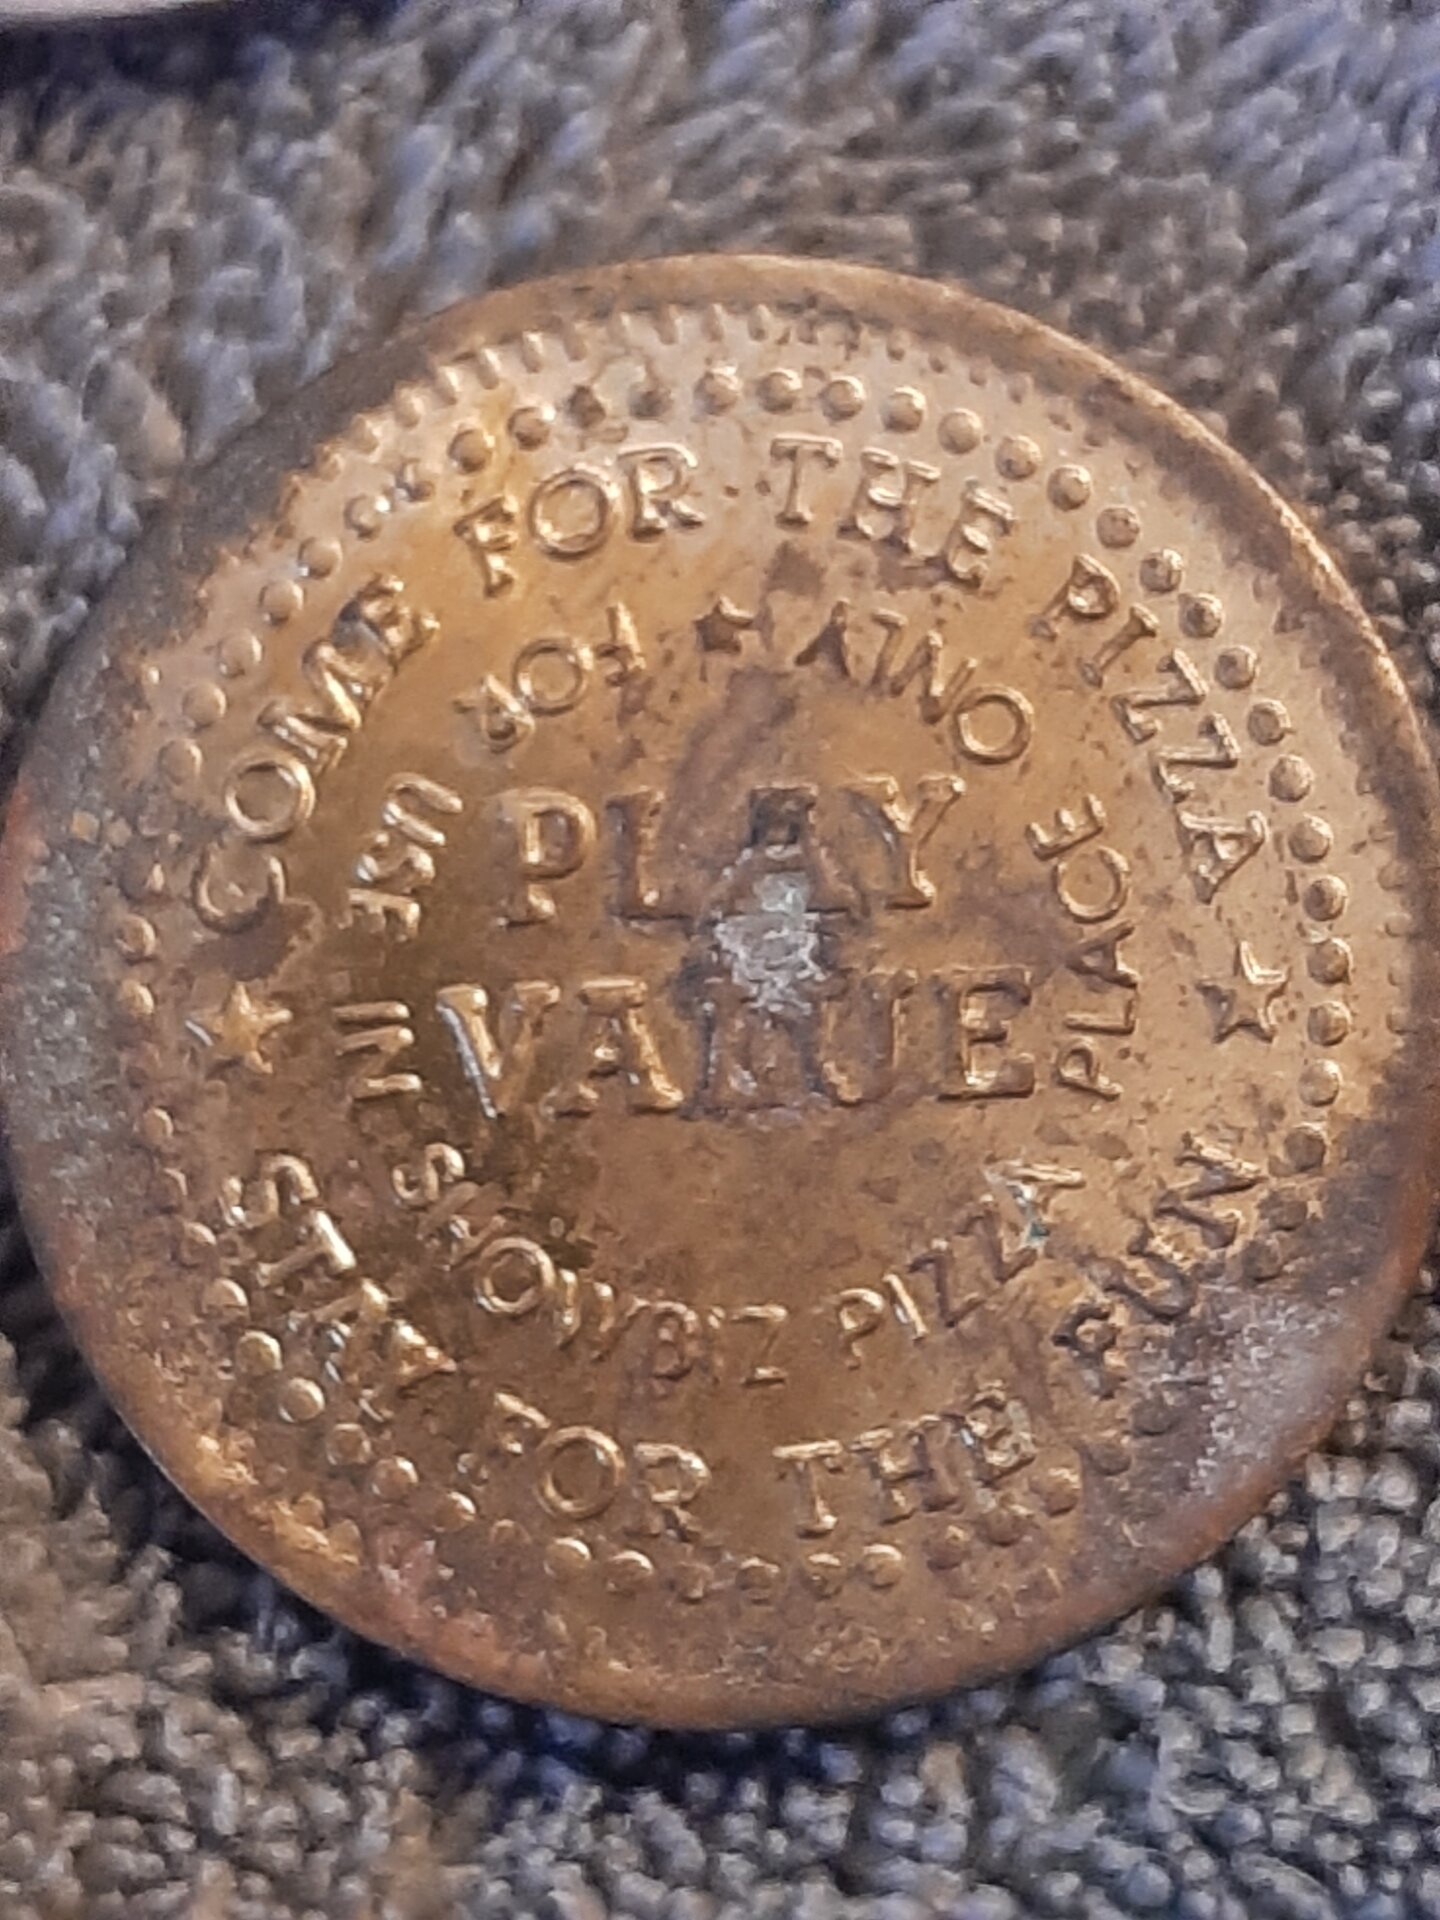 COME FOR THE PIZZA
★ STAY FOR THE FUN ★
FOR USE IN SHOWBIZ PIZZA PLACE ONLY ★
PLAY
VALUE